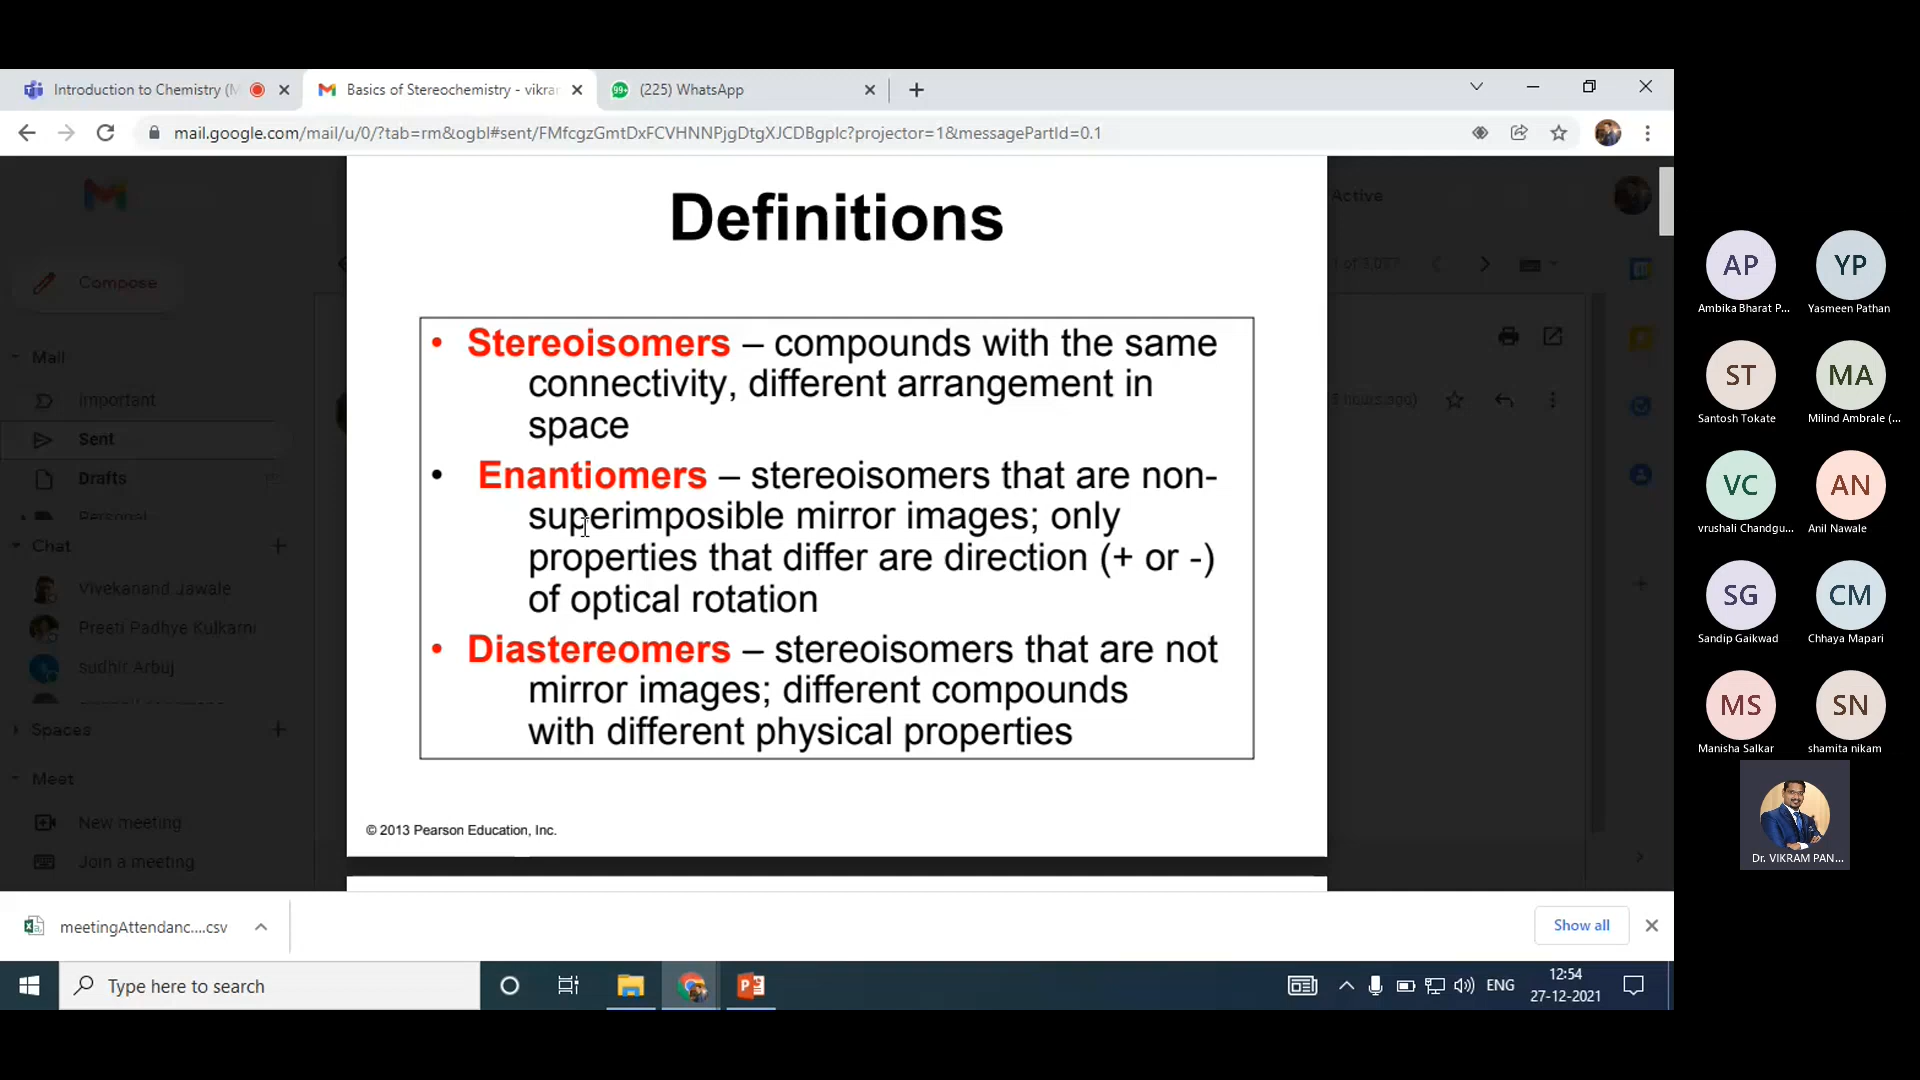 Introduction to Chemistry (M
Basics of Stereochemistry - vikra
(225) WhatsApp
mail.google.com/mail/u/0/?tab=rm&ogbl#sent/FMfcgzGmtDxFCVHNNPjgDtgXJCDBgplc?projector=1&messagePartId=0.1
Definitions
• Stereoisomers – compounds with the same
connectivity, different arrangement in
space
• Enantiomers – stereoisomers that are non-
superimposible mirror images; only
properties that differ are direction (+ or -)
of optical rotation
• Diastereomers – stereoisomers that are not
mirror images; different compounds
with different physical properties
© 2013 Pearson Education, Inc.
Compose
Mail
Important
Sent
Drafts
Personal
Chat
Vivekanand Jawale
Preeti Padhye Kulkarni
sudhir Arbuj
Spaces
Meet
New meeting
Join a meeting
Active
hours ago)
AP
Ambika Bharat P...
YP
Yasmeen Pathan
ST
Santosh Tokate
MA
Milind Ambrale (...
VC
vrushali Chandgu...
AN
Anil Nawale
SG
Sandip Gaikwad
CM
Chhaya Mapari
MS
Manisha Salkar
SN
shamita nikam
Dr. VIKRAM PAN...
meetingAttendanc....csv
Show all
Type here to search
ENG
12:54
27-12-2021